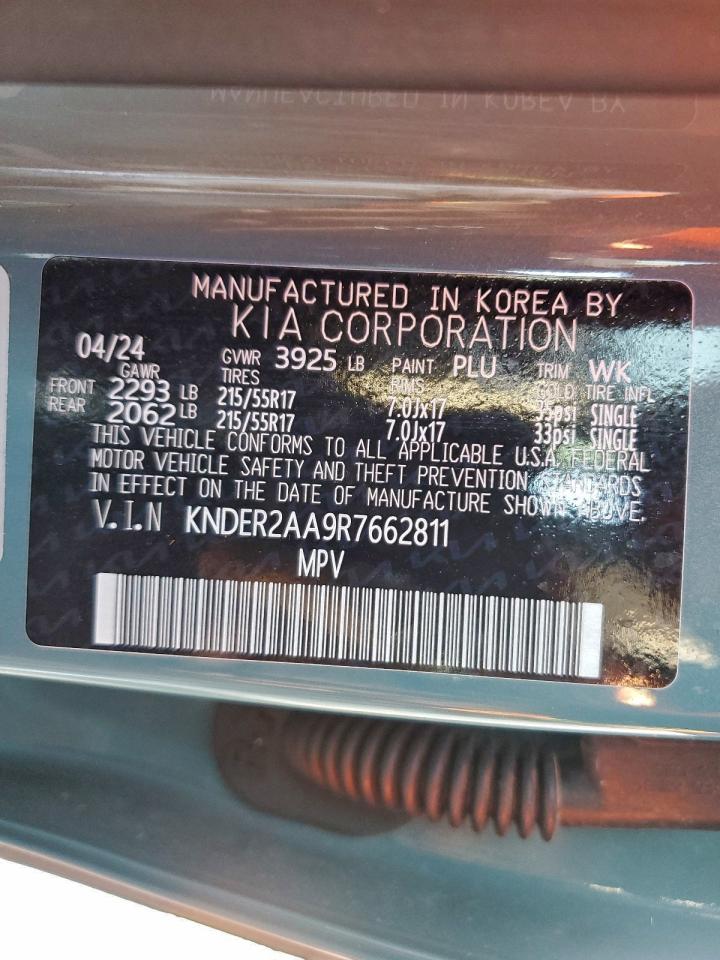 MANUFACTURED IN KOREA BY
KIA CORPORATION
04/24 GVWR 3925 LB PAINT PLU TRIM WK
GAWR TIRES RIMS COLD TIRE INFL
FRONT 2293 LB 215/55R17 7.0Jx17 33psi SINGLE
REAR 2062 LB 215/55R17 7.0Jx17 33psi SINGLE
THIS VEHICLE CONFORMS TO ALL APPLICABLE U.S.A. FEDERAL
MOTOR VEHICLE SAFETY AND THEFT PREVENTION STANDARDS
IN EFFECT ON THE DATE OF MANUFACTURE SHOWN ABOVE.
V.I.N KNDER2AA9R7662811
MPV